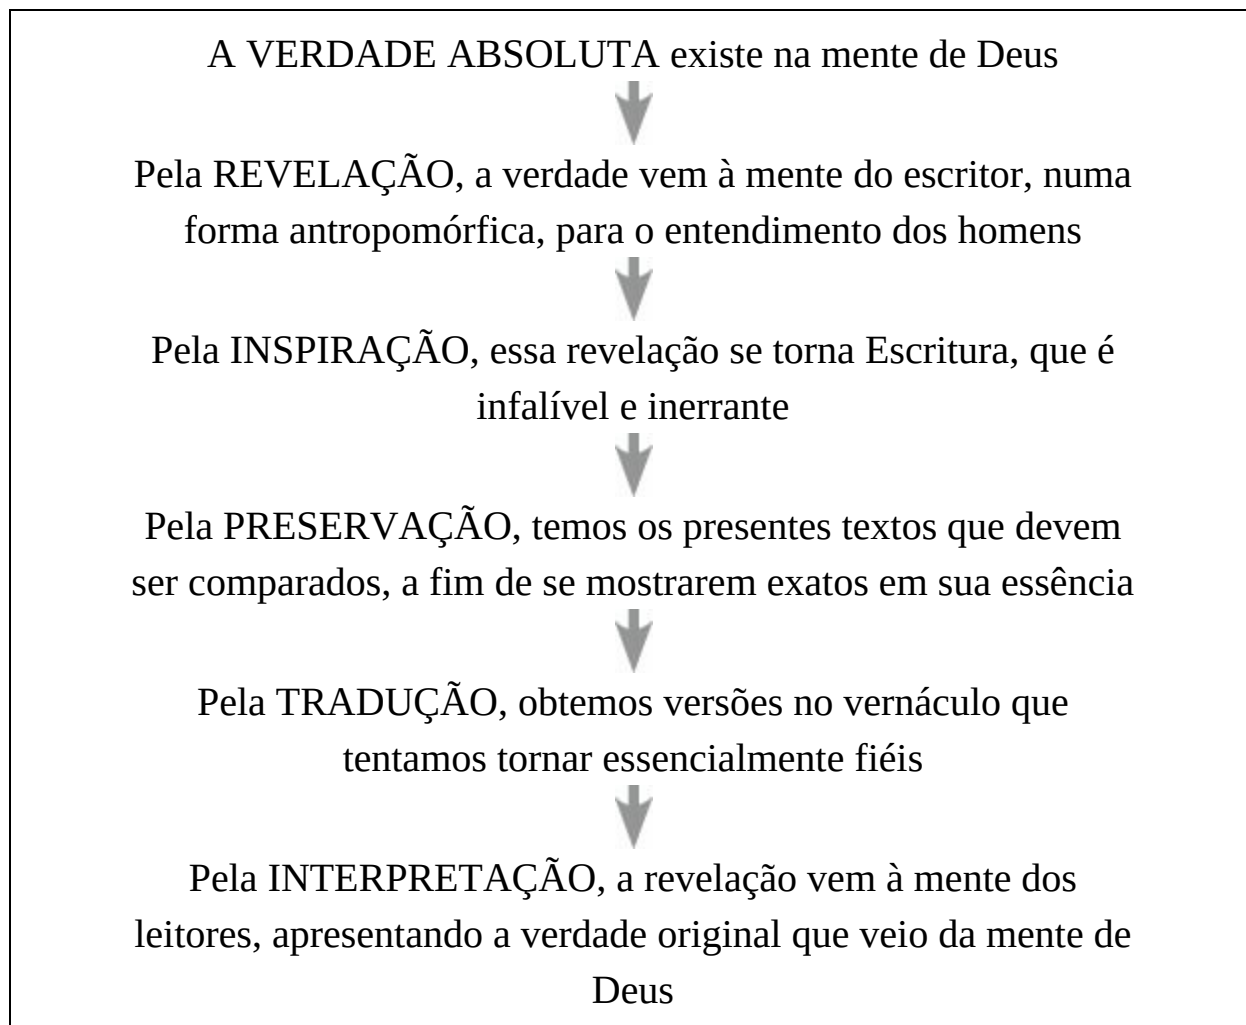 A VERDADE ABSOLUTA existe na mente de Deus
Pela REVELAÇÃO, a verdade vem à mente do escritor, numa
forma antropomórfica, para o entendimento dos homens
Pela INSPIRAÇÃO, essa revelação se torna Escritura, que é
infalível e inerrante
Pela PRESERVAÇÃO, temos os presentes textos que devem
ser comparados, a fim de se mostrarem exatos em sua essência
Pela TRADUÇÃO, obtemos versões no vernáculo que
tentamos tornar essencialmente fiéis
Pela INTERPRETAÇÃO, a revelação vem à mente dos
leitores, apresentando a verdade original que veio da mente de
Deus